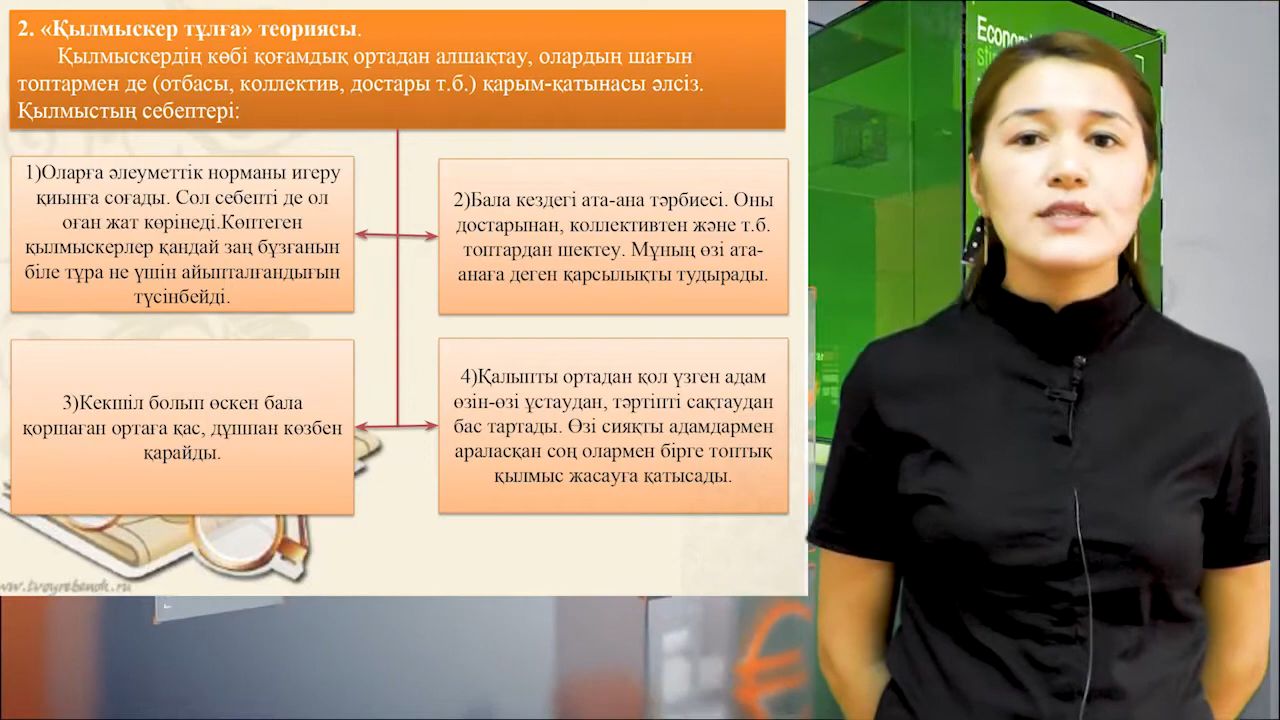 2. «Қылмыскер тұлға» теориясы.
Қылмыскердің көбі қоғамдық ортадан алшақтау, олардың шағын
топтармен де (отбасы, коллектив, достары т.б.) қарым-қатынасы әлсіз.
Қылмыстың себептері:
1)Оларға әлеуметтік норманы игеру
қиынға соғады. Сол себепті де ол
оған жат көрінеді.Көптеген
қылмыскерлер қандай заң бұзғанын
біле тұра не үшін айыпталғандығын
түсінбейді.
2)Бала кездегі ата-ана тәрбиесі. Оны
достарынан, коллективтен және т.б.
топтардан шектеу. Мұның өзі ата-
анаға деген қарсылықты тудырады.
3)Кекшіл болып өскен бала
қоршаған ортаға қас, дұшпан көзбен
қарайды.
4)Қалыпты ортадан қол үзген адам
өзін-өзі ұстаудан, тәртіпті сақтаудан
бас тартады. Өзі сияқты адамдармен
араласқан соң олармен бірге топтық
қылмыс жасауға қатысады.
www.tvoyrebenok.ru
Econo